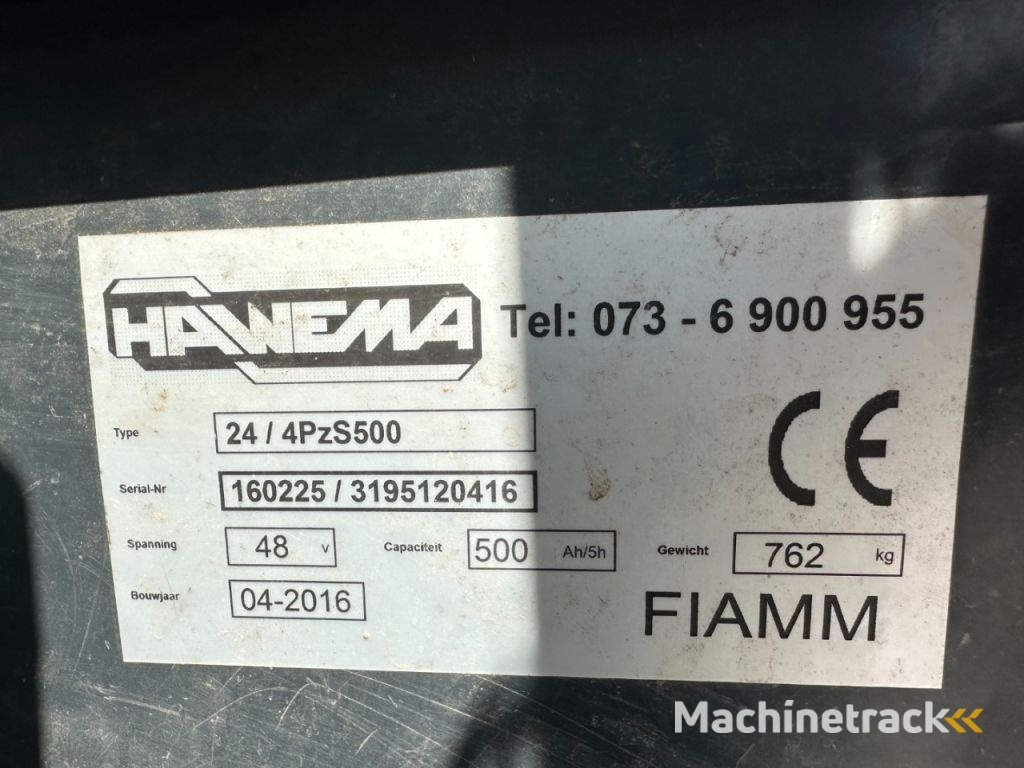 HAWEMA Tel: 073 - 6 900 955
Type 24 / 4PzS500
CE
Serial-Nr 160225 / 3195120416
Spanning 48 v Capaciteit 500 Ah/5h Gewicht 762 kg
Bouwjaar 04-2016
FIAMM
Machinetrack